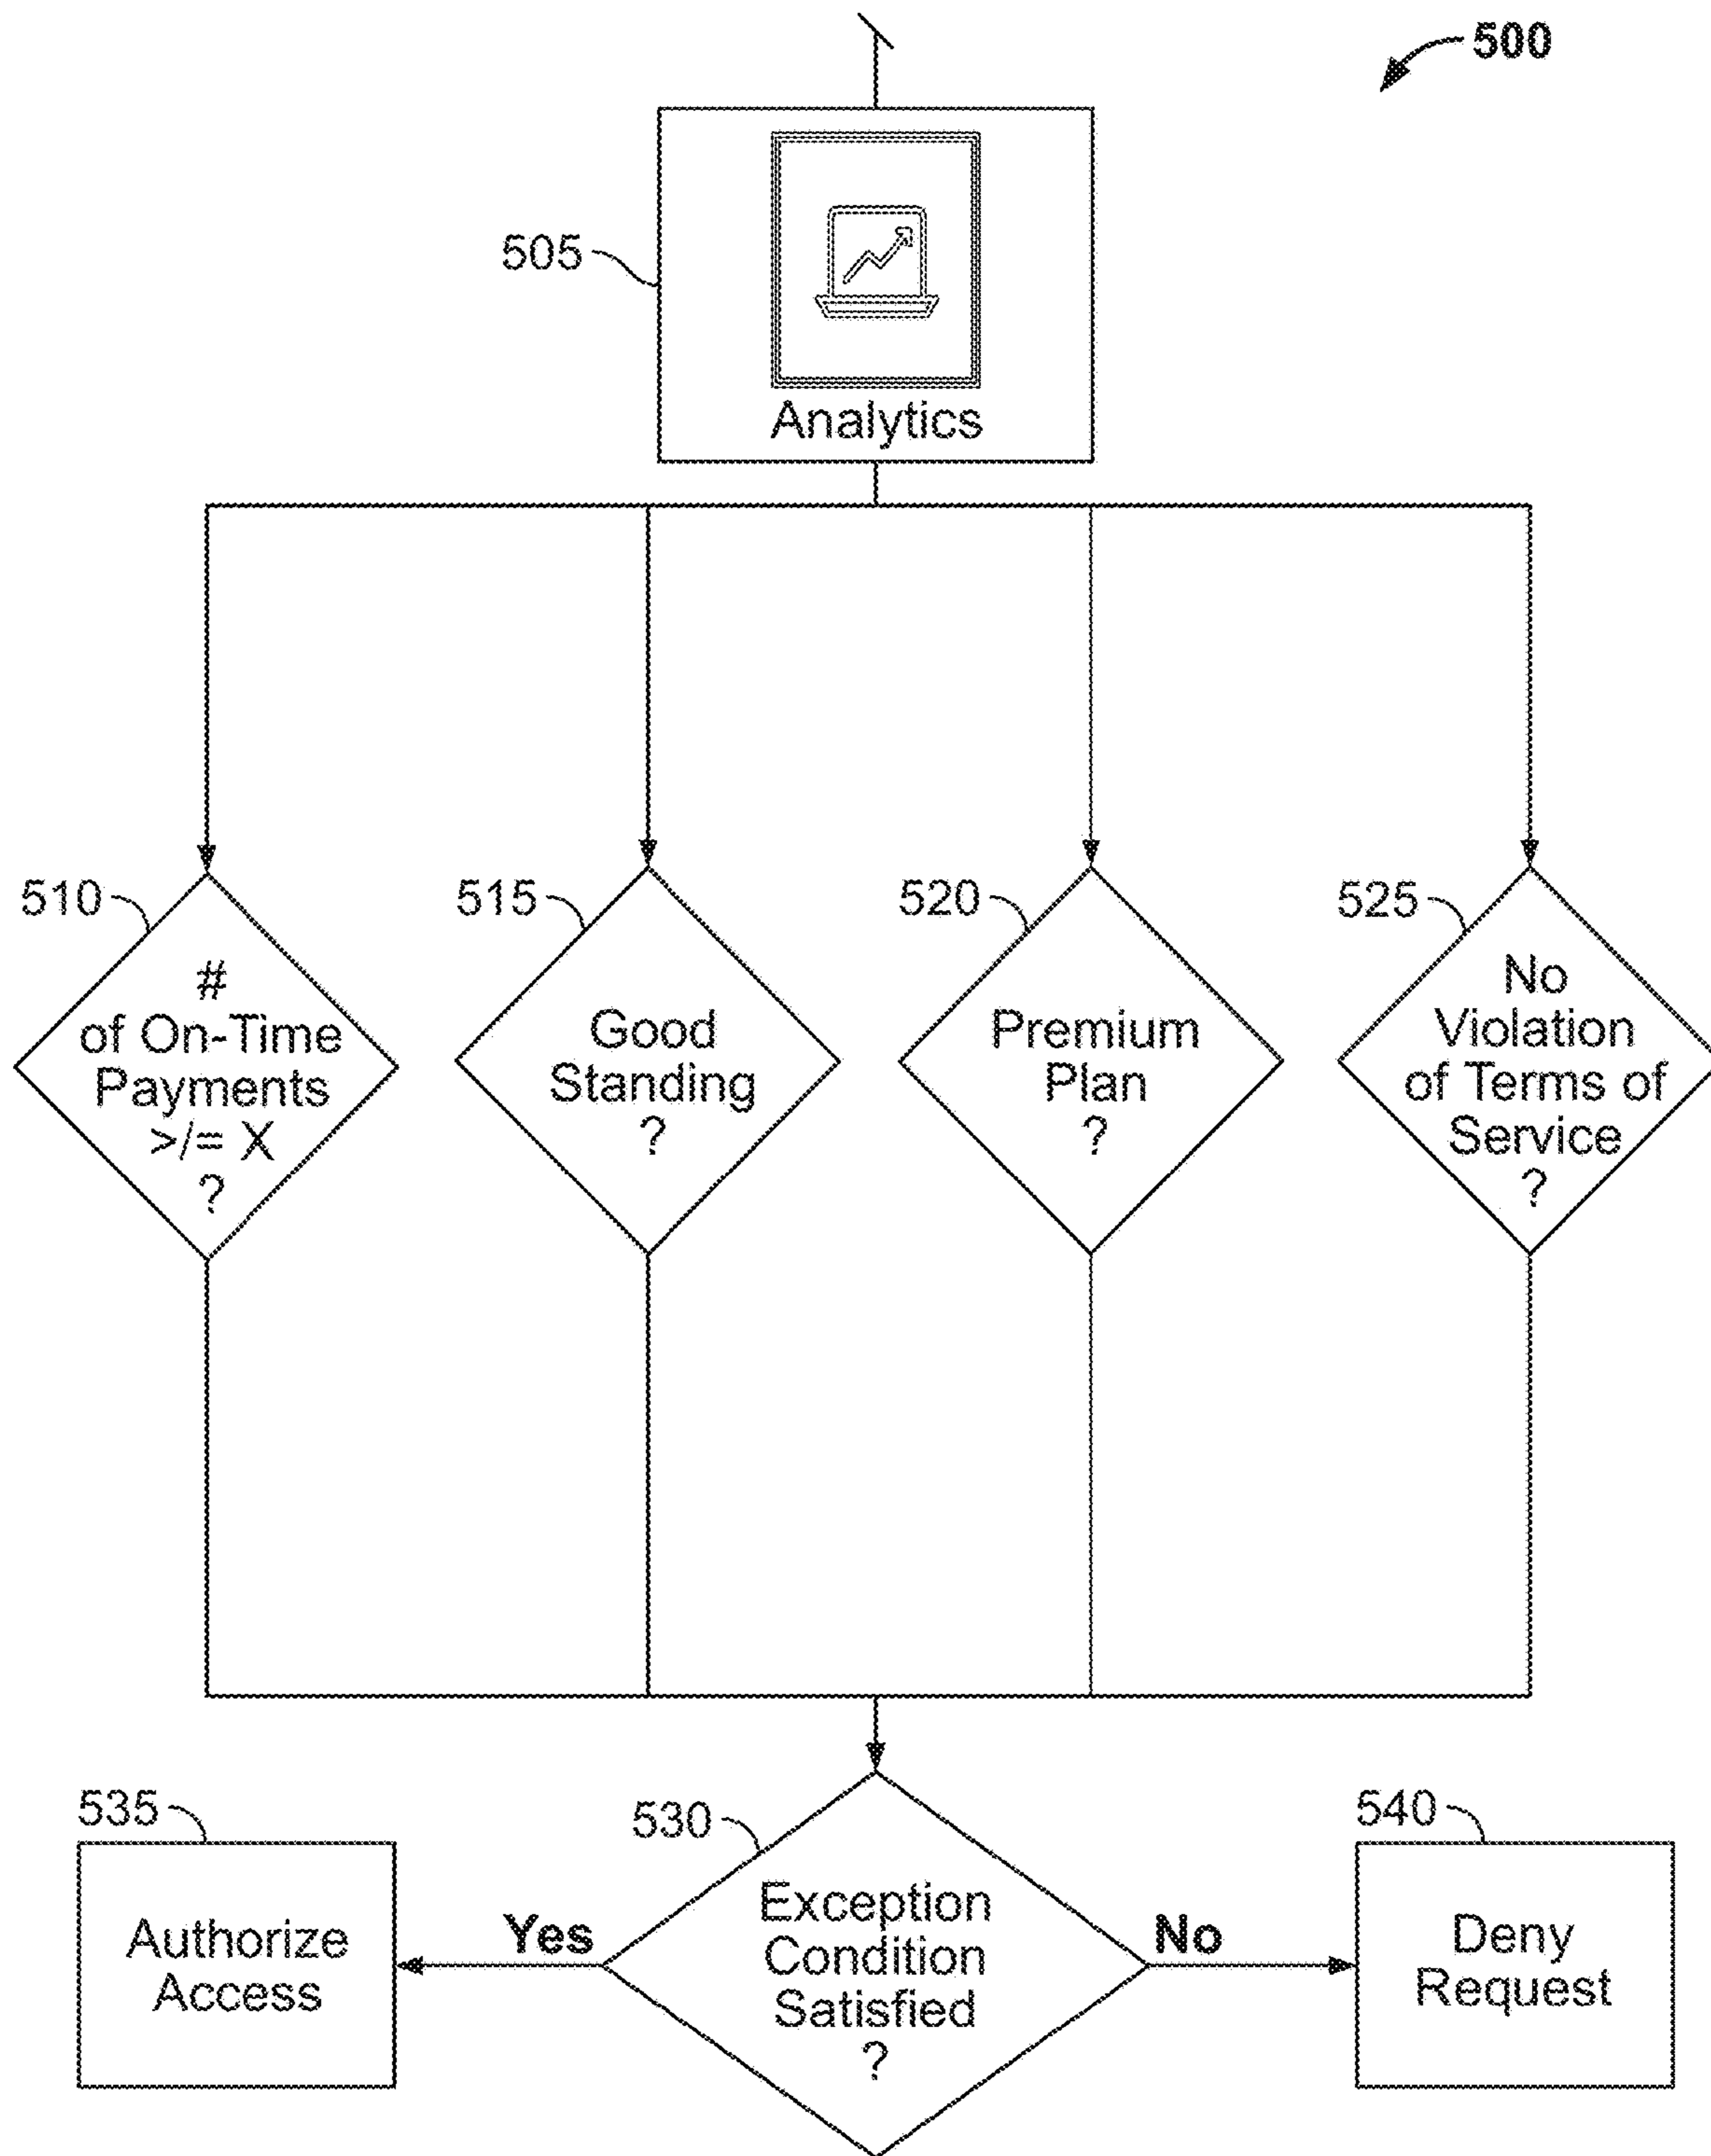 500
505
Analytics
510
#
of On-Time
Payments
>/= X
?
515
Good
Standing
?
520
Premium
Plan
?
525
No
Violation
of Terms of
Service
?
535
Authorize
Access
Yes
530
Exception
Condition
Satisfied
?
No
540
Deny
Request